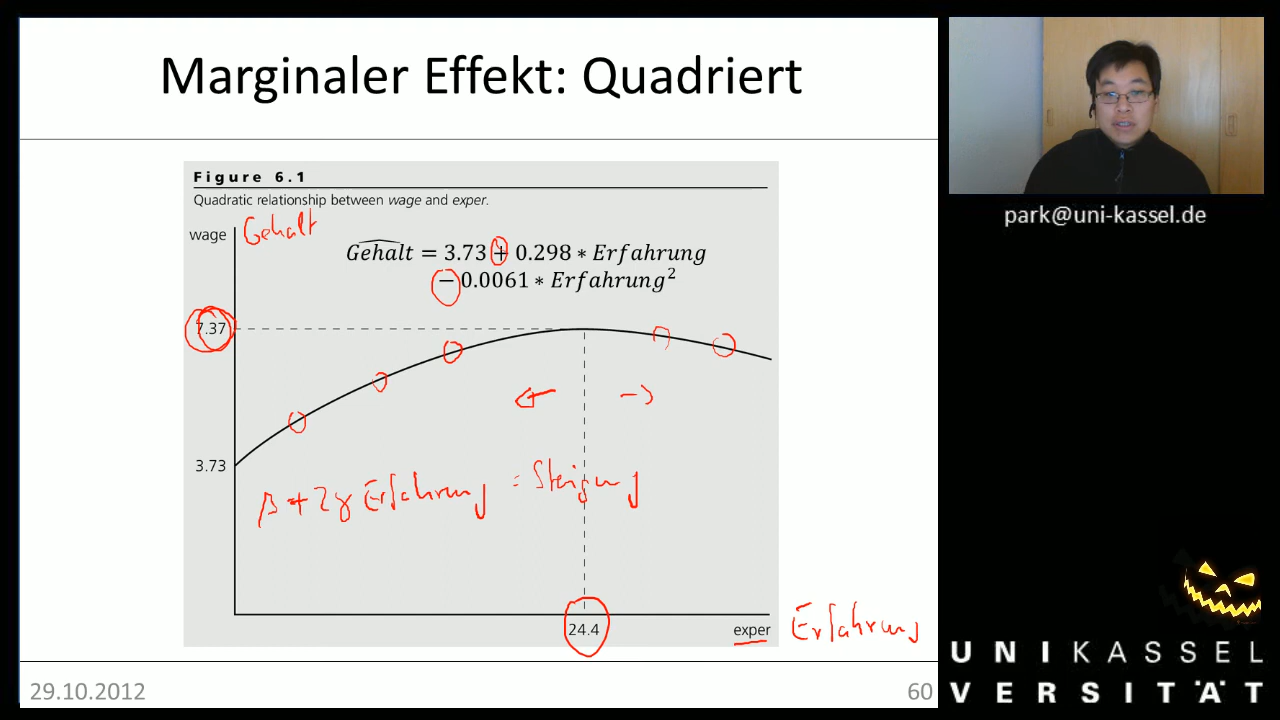 Marginaler Effekt: Quadriert
Figure 6.1
Quadratic relationship between wage and exper.
wage Gehalt
Gehalt = 3.73 + 0.298 ∗ Erfahrung
− 0.0061 ∗ Erfahrung²
7.37
3.73
β + 2γ Erfahrung = Steigung
24.4
exper Erfahrung
29.10.2012
60
park@uni-kassel.de
UNIKASSEL
VERSITÄT